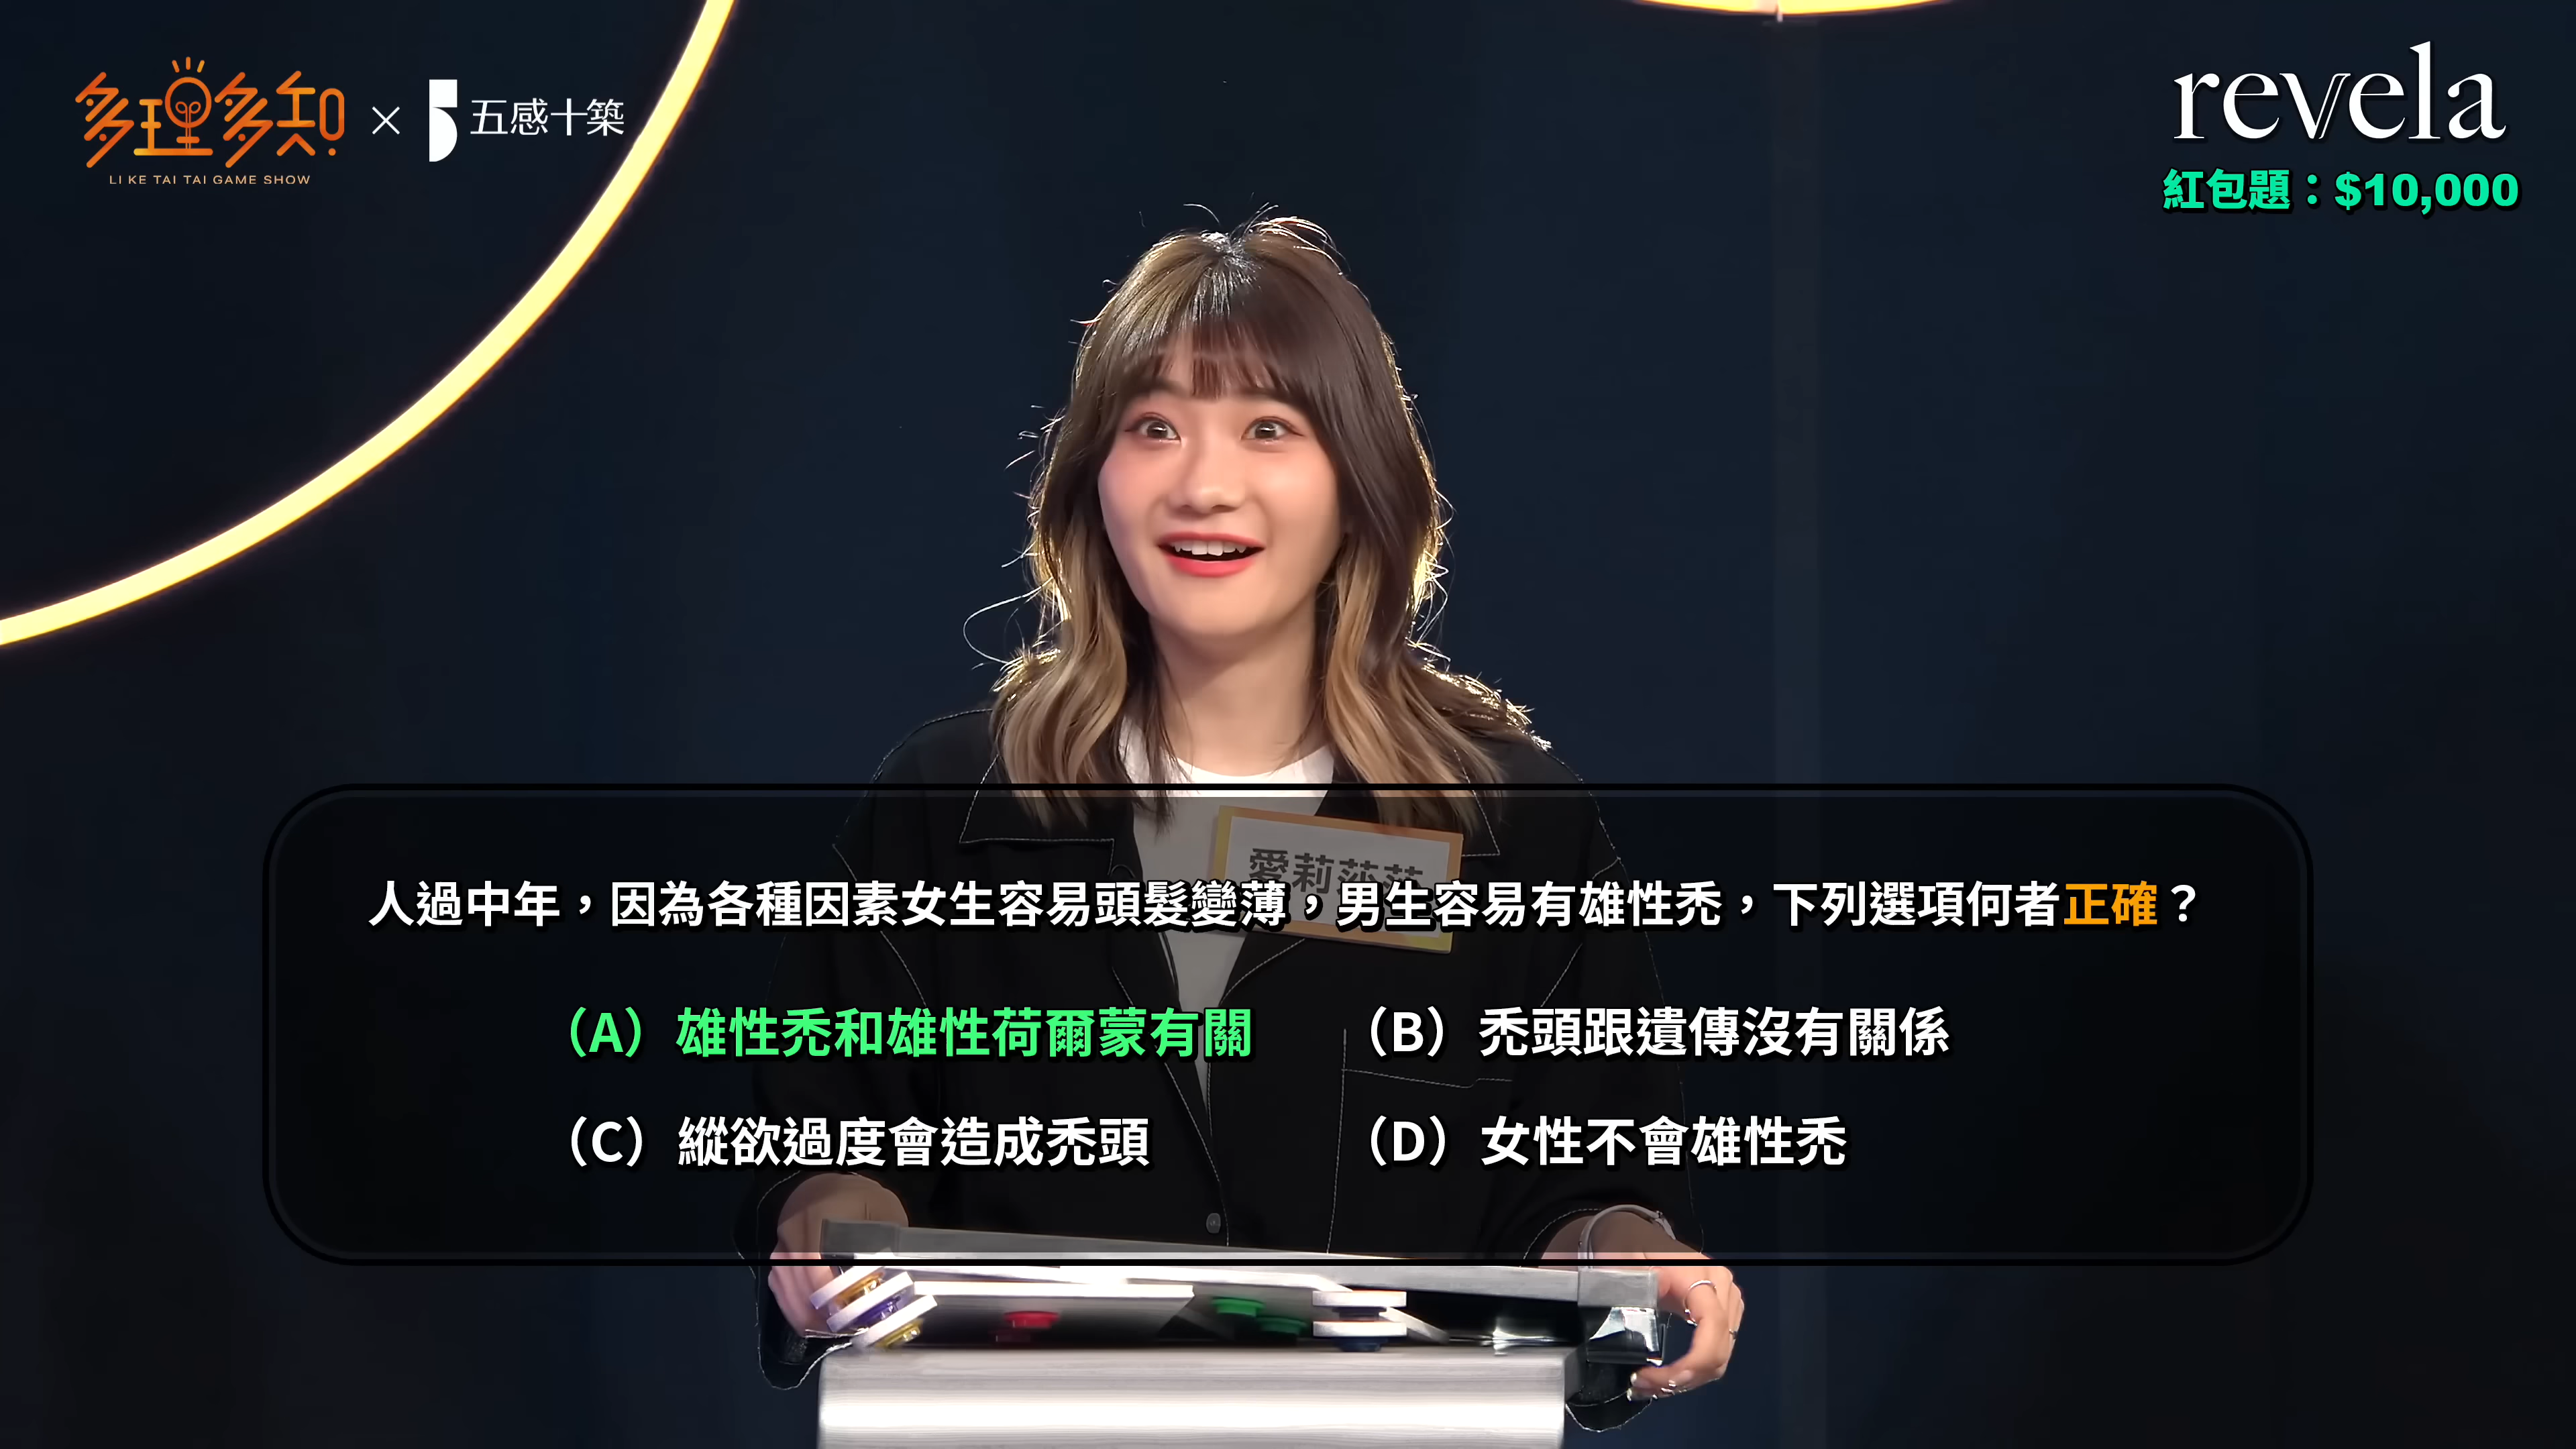 多理多知
LI KE TAI TAI GAME SHOW
×
五感十築
revela
紅包題：$10,000
愛莉莎莎
人過中年，因為各種因素女生容易頭髮變薄，男生容易有雄性禿，下列選項何者正確？
（A）雄性禿和雄性荷爾蒙有關
（B）禿頭跟遺傳沒有關係
（C）縱欲過度會造成禿頭
（D）女性不會雄性禿